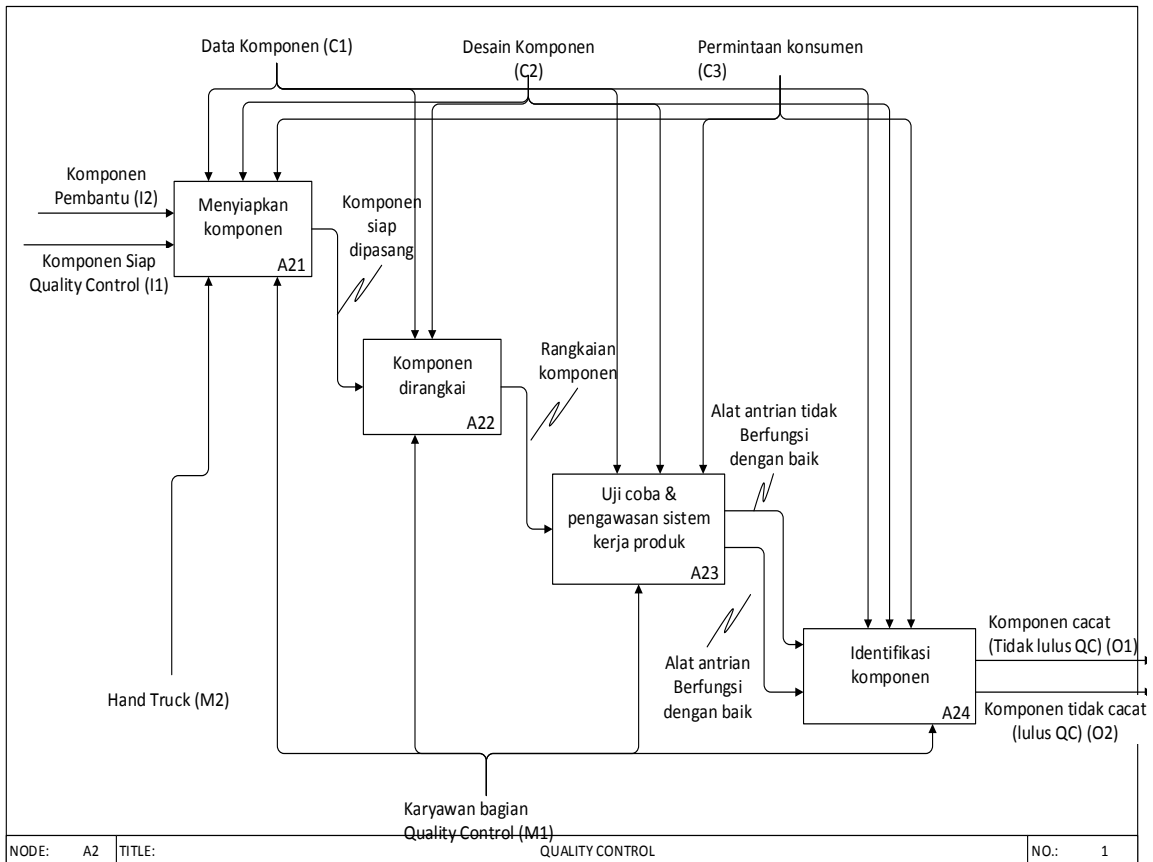 Data Komponen (C1)
Desain Komponen
(C2)
Permintaan konsumen
(C3)
Komponen
Pembantu (I2)
Komponen Siap
Quality Control (I1)
Menyiapkan
komponen
A21
Komponen
siap
dipasang
Komponen
dirangkai
A22
Rangkaian
komponen
Uji coba &
pengawasan sistem
kerja produk
A23
Alat antrian tidak
Berfungsi
dengan baik
Alat antrian
Berfungsi
dengan baik
Identifikasi
komponen
A24
Komponen cacat
(Tidak lulus QC) (O1)
Komponen tidak cacat
(lulus QC) (O2)
Hand Truck (M2)
Karyawan bagian
Quality Control (M1)
NODE: A2 TITLE: QUALITY CONTROL NO.: 1